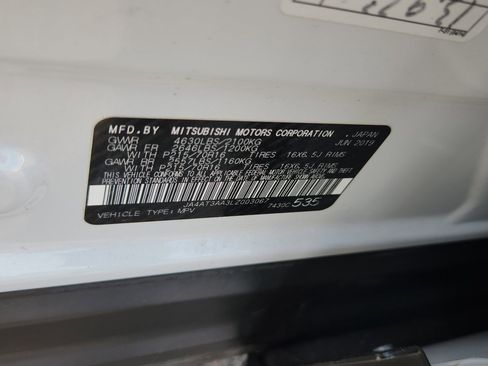 MFD.BY MITSUBISHI MOTORS CORPORATION, JAPAN
GVWR 4630LBS/2100KG JUN 2019
GAWR FR 2646LBS/1200KG
WITH P215/70R16 TIRES 16X6.5J RIMS
GAWR RR 2557LBS/1160KG
WITH P215/70R16 TIRES 16X6.5J RIMS
THIS VEHICLE CONFORMS TO ALL APPLICABLE FEDERAL MOTOR VEHICLE SAFETY AND THEFT
PREVENTION STANDARDS IN EFFECT ON THE DATE OF MANUFACTURE SHOWN ABOVE.
VEHICLE TYPE: MPV 7430C 535